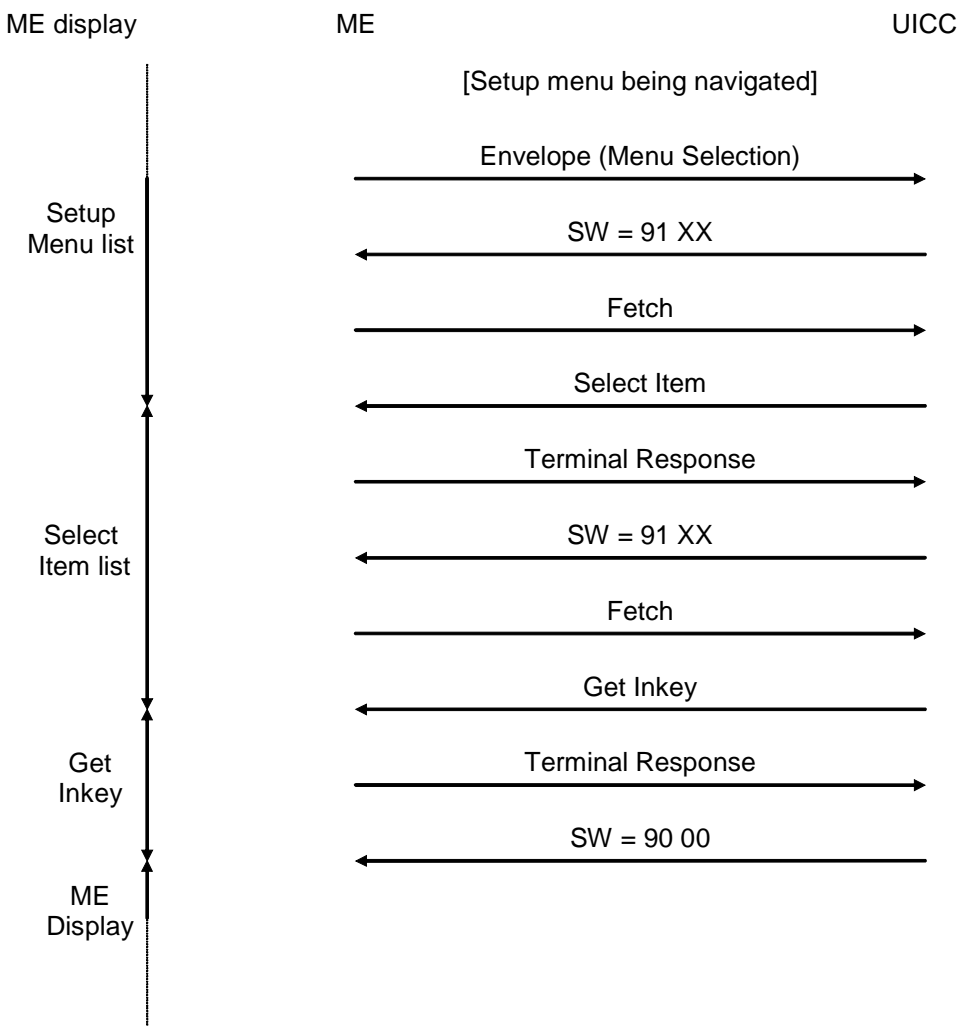 ME display
ME
UICC
[Setup menu being navigated]
Envelope (Menu Selection)
Setup
Menu list
SW = 91 XX
Fetch
Select Item
Terminal Response
Select
Item list
SW = 91 XX
Fetch
Get Inkey
Get
Inkey
Terminal Response
SW = 90 00
ME
Display